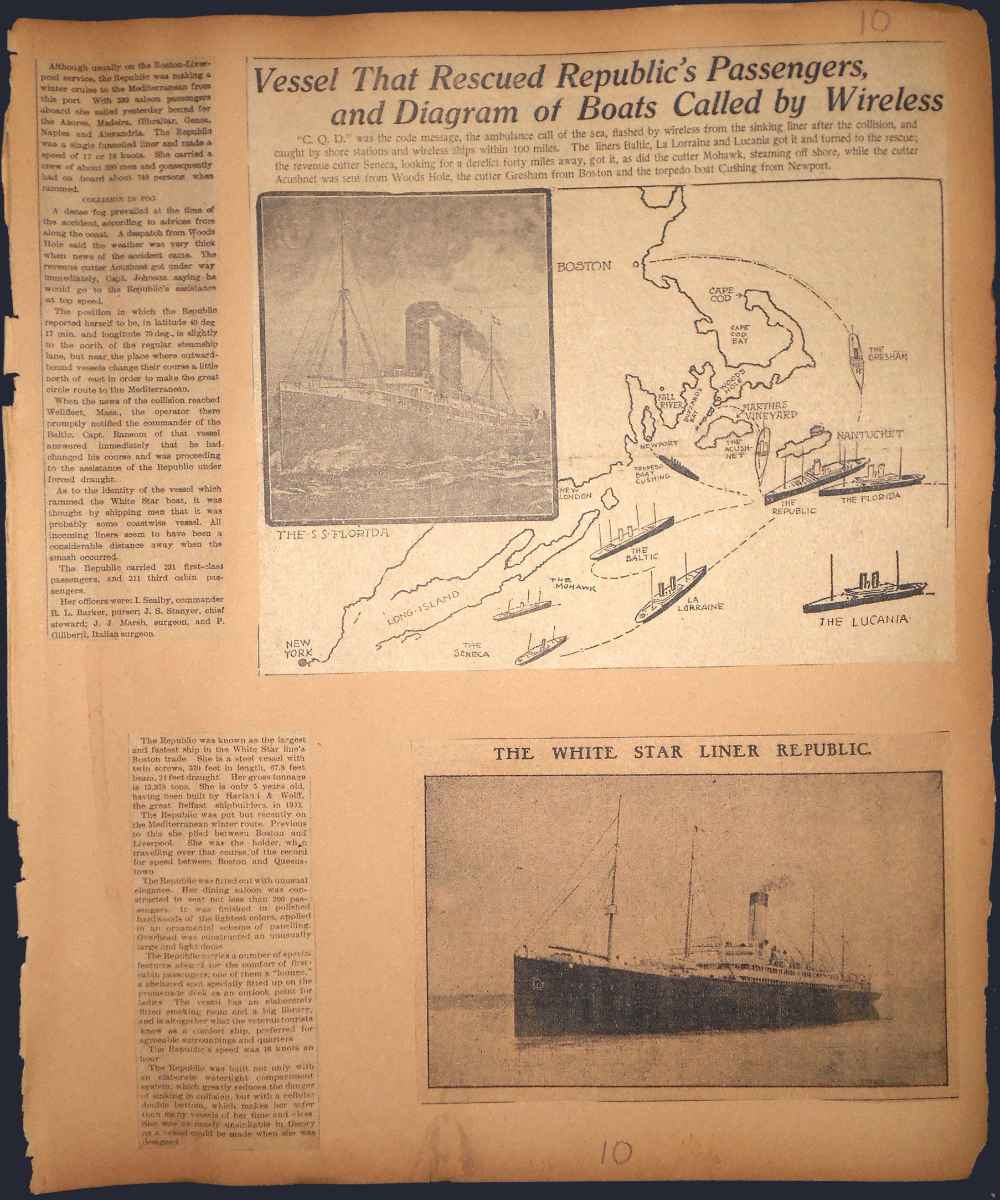 10
Although usually on the Boston-Liver-
pool service, the Republic was making a
winter cruise to the Mediterranean from
this port. With 230 saloon passengers
aboard she sailed yesterday bound for
the Azores, Madeira, Gibraltar, Genoa,
Naples and Alexandria. The Republic
was a single funnelled liner and made a
speed of 17 or 18 knots. She carried a
crew of about 300 men and consequently
had on board about 740 persons when
rammed.
COLLISION IN FOG
A dense fog prevailed at the time of
the accident, according to advices from
along the coast. A despatch from Woods
Hole said the weather was very thick
when news of the accident came. The
revenue cutter Acushnet got under way
immediately, Capt. Johnson saying he
would go to the Republic's assistance
at top speed.
The position in which the Republic
reported herself to be, in latitude 40 deg
17 min. and longitude 70 deg., is slightly
to the north of the regular steamship
lane, but near the place where outward-
bound vessels change their course a little
north of east in order to make the great
circle route to the Mediterranean.
When the news of the collision reached
Wellfleet, Mass., the operator there
promptly notified the commander of the
Baltic. Capt. Ransom of that vessel
answered immediately that he had
changed his course and was proceeding
to the assistance of the Republic under
forced draught.
As to the identity of the vessel which
rammed the White Star boat, it was
thought by shipping men that it was
probably some coastwise vessel. All
incoming liners seem to have been a
considerable distance away when the
smash occurred.
The Republic carried 231 first-class
passengers, and 211 third cabin pas-
sengers.
Her officers were: I. Sealby, commander
R. L. Barker, purser; J. S. Stanyer, chief
steward; J. J. Marsh, surgeon, and P.
Giliberti, Italian surgeon.
Vessel That Rescued Republic's Passengers,
and Diagram of Boats Called by Wireless
"C. Q. D." was the code message, the ambulance call of the sea, flashed by wireless from the sinking liner after the collision, and
caught by shore stations and wireless ships within 100 miles. The liners Baltic, La Lorraine and Lucania got it and turned to the rescue;
the revenue cutter Seneca, looking for a derelict forty miles away, got it, as did the cutter Mohawk, steaming off shore, while the cutter
Acushnet was sent from Woods Hole, the cutter Gresham from Boston and the torpedo boat Cushing from Newport.
THE S·S·FLORIDA
BOSTON
CAPE
COD
CAPE
COD
BAY
THE
GRESHAM
WOOD'S
HOLE
FALL
RIVER
BAY
MARTHAS
VINEYARD
NEWPORT
THE
ACUSH-
NET
NANTUCKET
TORPEDO
BOAT
CUSHING
NEW
LONDON
THE
REPUBLIC
THE FLORIDA
THE
BALTIC
THE
MOHAWK
LA
LORRAINE
THE LUCANIA
LONG-ISLAND
THE
SENECA
NEW
YORK
The Republic was known as the largest
and fastest ship in the White Star line's
Boston trade. She is a steel vessel with
twin screws, 570 feet in length, 67.8 feet
beam, 24 feet draught. Her gross tonnage
is 15,378 tons. She is only 5 years old,
having been built by Harland & Wolff,
the great Belfast shipbuilders, in 1903.
The Republic was put but recently on
the Mediterranean winter route. Previous
to this she plied between Boston and
Liverpool. She was the holder, when
travelling over that course, of the record
for speed between Boston and Queens-
town
The Republic was fitted out with unusual
elegance. Her dining saloon was con-
structed to seat not less than 200 pas-
sengers. It was finished in polished
hardwoods of the lightest colors, applied
in an ornamental scheme of panelling.
Overhead was constructed an unusually
large and light dome
The Republic carries a number of special
features aboard for the comfort of first-
cabin passengers, one of them a "lounge,"
a sheltered spot specially fitted up on the
promenade deck as an outlook point for
ladies. The vessel has an elaborately
fitted smoking room and a big library,
and is altogether what the veteran tourists
know as a comfort ship, preferred for
agreeable surroundings and quarters
The Republic's speed was 16 knots an
hour
The Republic was built not only with
an elaborate watertight compartment
system, which greatly reduces the danger
of sinking in collision, but with a cellular
double bottom, which makes her safer
than many vessels of her time and class
She was as nearly unsinkable in theory
as a vessel could be made when she was
designed
THE WHITE STAR LINER REPUBLIC.
10